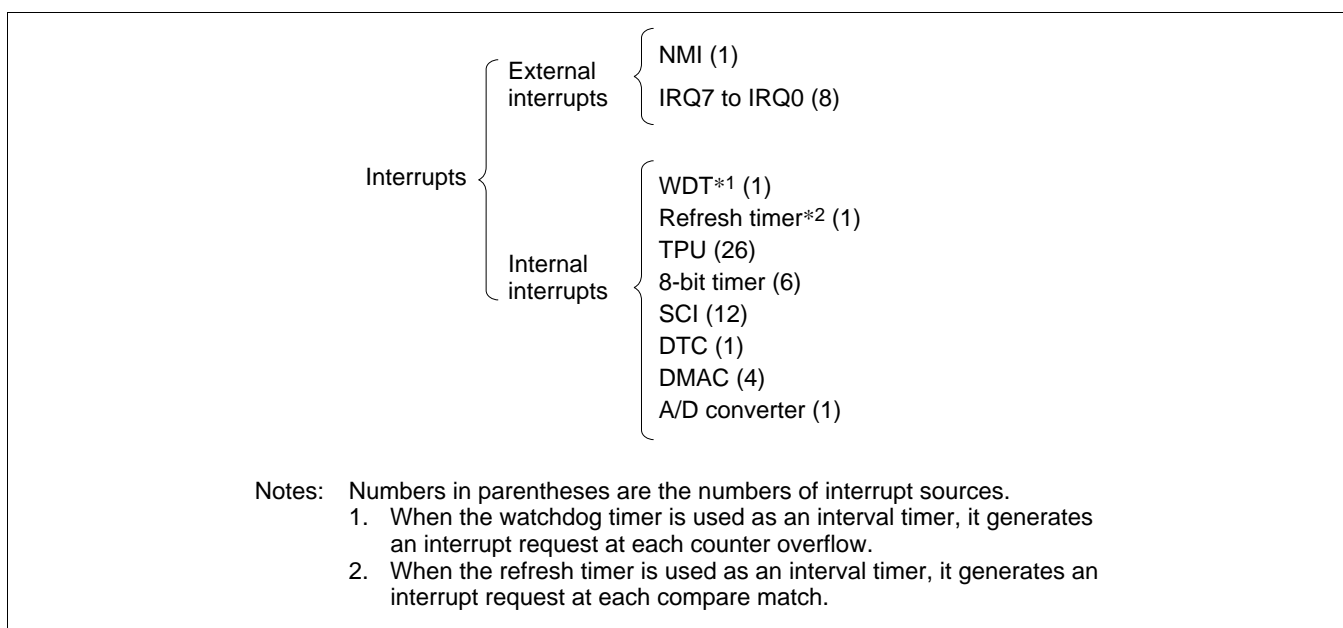 Interrupts
External
interrupts
NMI (1)
IRQ7 to IRQ0 (8)
Internal
interrupts
WDT*1 (1)
Refresh timer*2 (1)
TPU (26)
8-bit timer (6)
SCI (12)
DTC (1)
DMAC (4)
A/D converter (1)
Notes: Numbers in parentheses are the numbers of interrupt sources.
1. When the watchdog timer is used as an interval timer, it generates
an interrupt request at each counter overflow.
2. When the refresh timer is used as an interval timer, it generates an
interrupt request at each compare match.